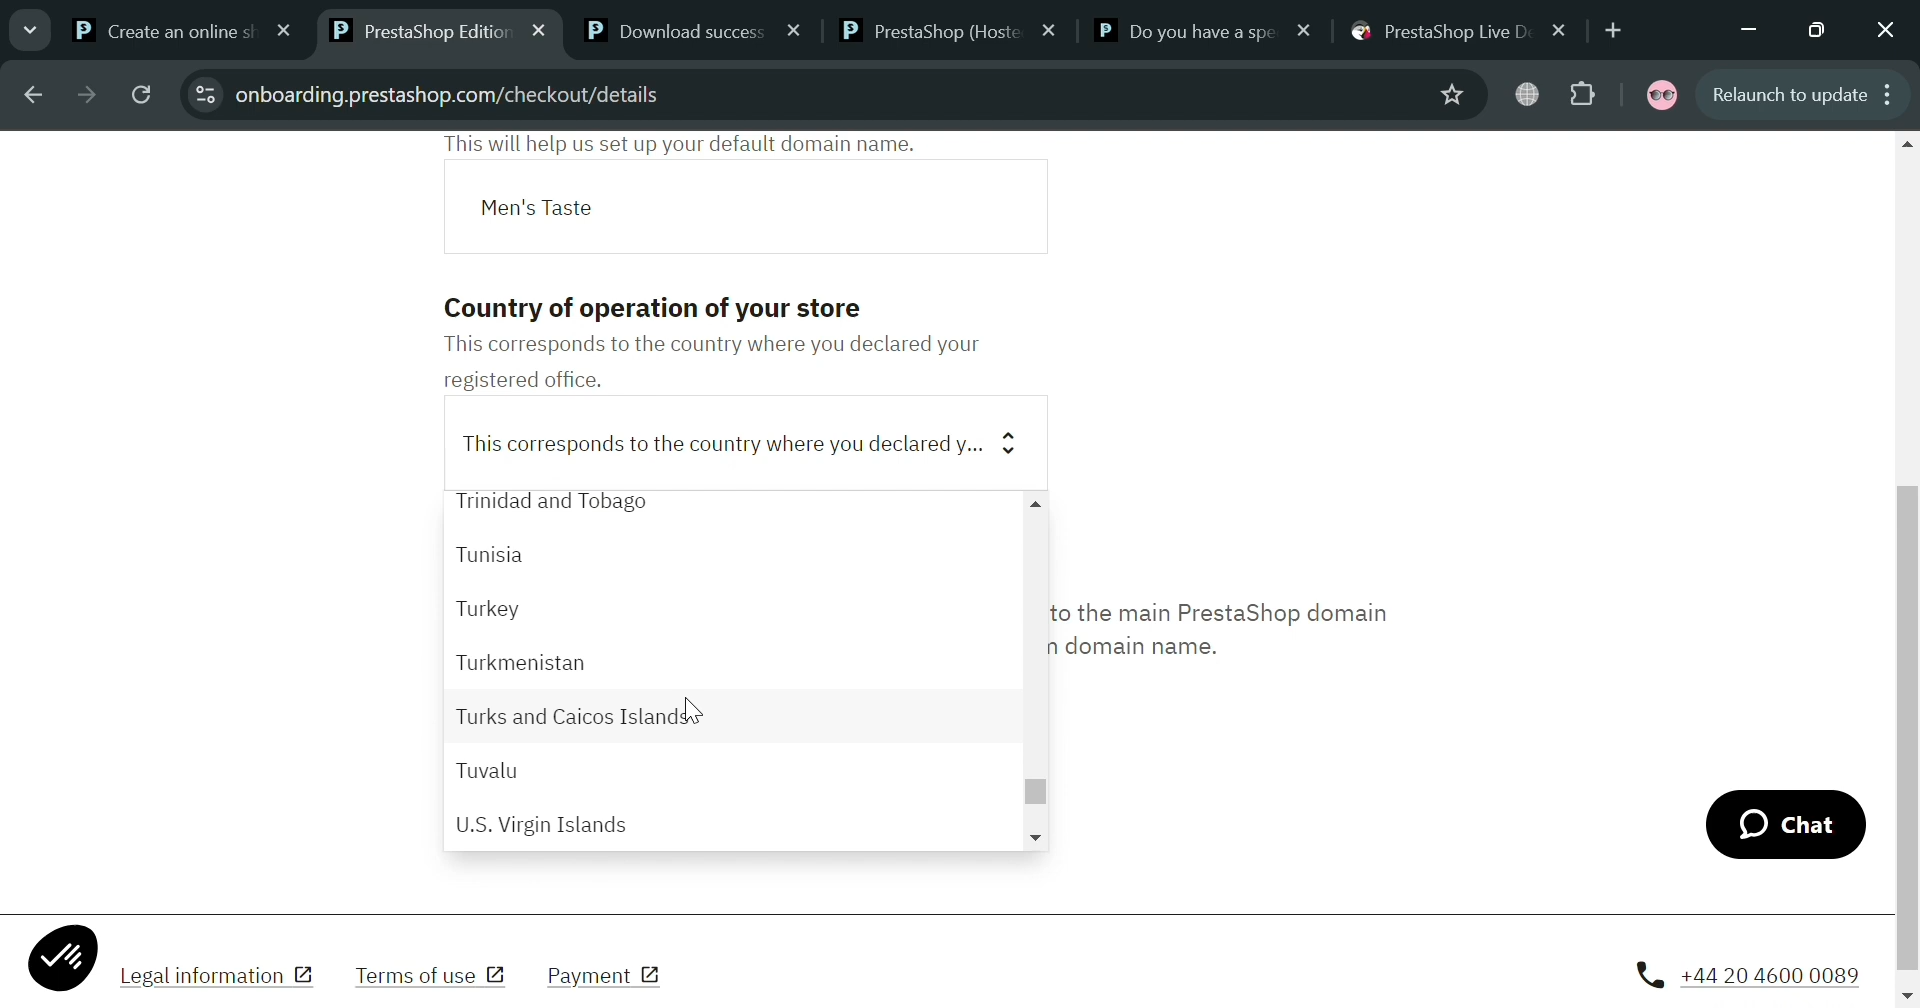 Create an online sh
PrestaShop Edition
Download success
PrestaShop (Hoste
Do you have a spe
PrestaShop Live De
onboarding.prestashop.com/checkout/details
Relaunch to update
This will help us set up your default domain name.
Men's Taste
Country of operation of your store
This corresponds to the country where you declared your
registered office.
This corresponds to the country where you declared y...
Trinidad and Tobago
Tunisia
Turkey
to the main PrestaShop domain
domain name.
Turkmenistan
Turks and Caicos Islands
Tuvalu
U.S. Virgin Islands
Chat
Legal information
Terms of use
Payment
+44 20 4600 0089